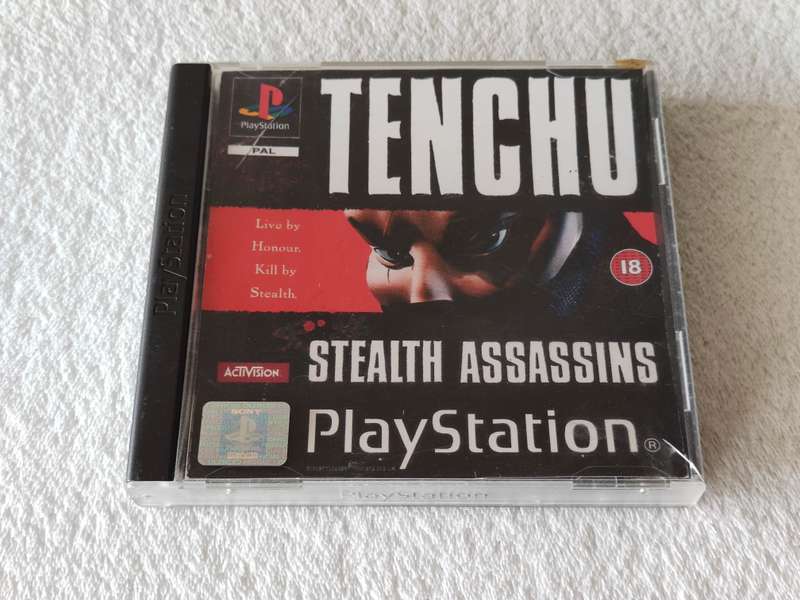 PlayStation
PlayStation
PAL
TENCHU
Live by
Honour.
Kill by
Stealth.
18
STEALTH ASSASSINS
ACTIVISION
SONY
PlayStation®
PlayStation